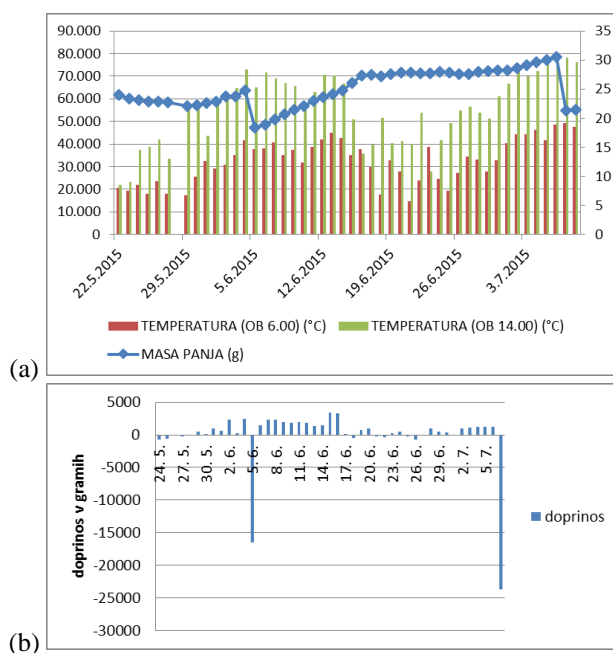 90.000 35
80.000 30
70.000
60.000 25
50.000 20
40.000 15
30.000
20.000 10
10.000 5
0 0
22.5.2015 29.5.2015 5.6.2015 12.6.2015 19.6.2015 26.6.2015 3.7.2015
TEMPERATURA (OB 6.00) (°C) TEMPERATURA (OB 14.00) (°C)
MASA PANJA (g)
(a)
5000
0
-5000
-10000
-15000
-20000
-25000
-30000
doprinos v gramih
24. 5. 27. 5. 30. 5. 2. 6. 5. 6. 8. 6. 11. 6. 14. 6. 17. 6. 20. 6. 23. 6. 26. 6. 29. 6. 2. 7. 5. 7.
doprinos
(b)